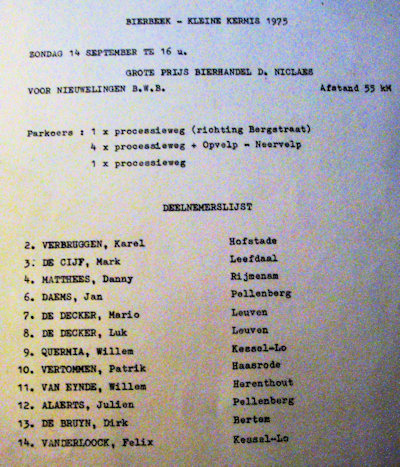 BIERBEEK - KLEINE KERMIS 1975
ZONDAG 14 SEPTEMBER TE 16 u.
GROTE PRIJS BIERHANDEL D. NICLAES
VOOR NIEUWELINGEN B.W.B. Afstand 55 kM
Parkoers : 1 x processieweg (richting Bergstraat)
4 x processieweg + Opvelp - Neervelp
1 x processieweg
DEELNEMERSLIJST
2. VERBRUGGEN, Karel Hofstade
3. DE CIJF, Mark Leefdaal
4. MATTHEES, Danny Rijmenam
6. DAEMS, Jan Pellenberg
7. DE DECKER, Mario Leuven
8. DE DECKER, Luk Leuven
9. QUERMIA, Willem Kessel-Lo
10. VERTOMMEN, Patrik Haasrode
11. VAN EYNDE, Willem Herenthout
12. ALAERTS, Julien Pellenberg
13. DE BRUYN, Dirk Bertem
14. VANDERLOOCK, Felix Kessel-Lo